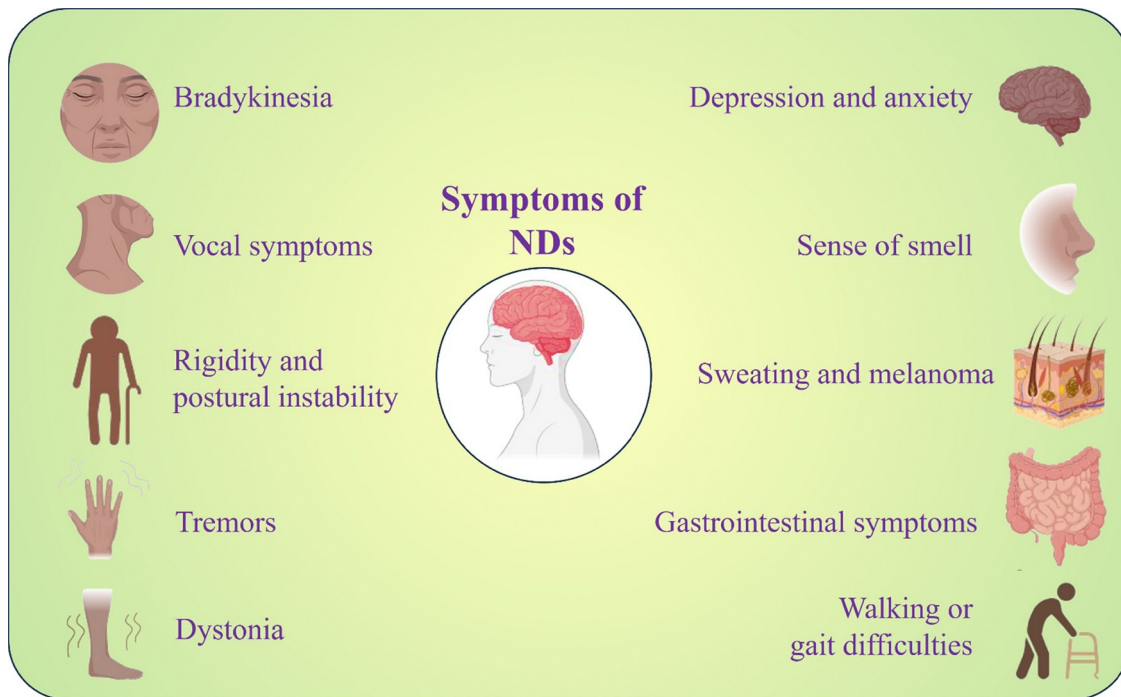 Symptoms of
NDs
Bradykinesia
Vocal symptoms
Rigidity and
postural instability
Tremors
Dystonia
Depression and anxiety
Sense of smell
Sweating and melanoma
Gastrointestinal symptoms
Walking or
gait difficulties